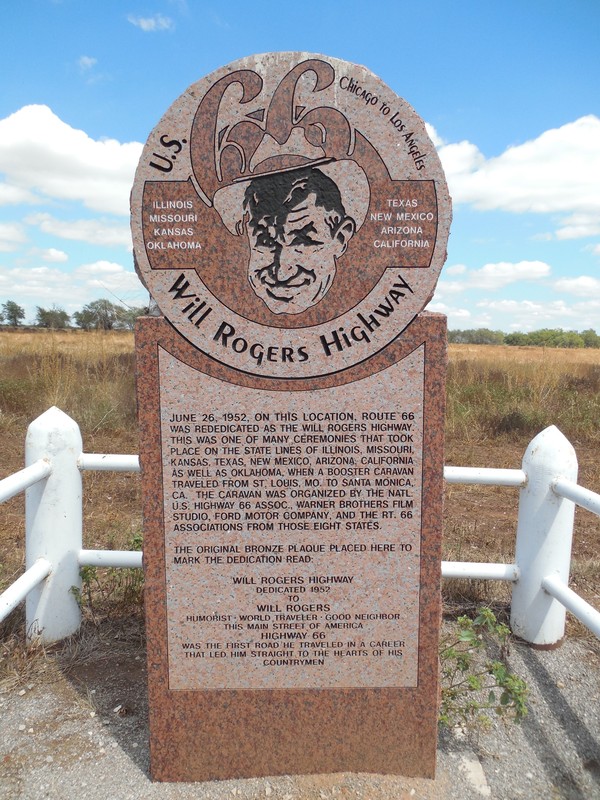 U.S. 66
Chicago to Los Angeles
ILLINOIS
MISSOURI
KANSAS
OKLAHOMA
TEXAS
NEW MEXICO
ARIZONA
CALIFORNIA
Will Rogers Highway
JUNE 26, 1952, ON THIS LOCATION, ROUTE 66
WAS REDEDICATED AS THE WILL ROGERS HIGHWAY.
THIS WAS ONE OF MANY CEREMONIES THAT TOOK
PLACE ON THE STATE LINES OF ILLINOIS, MISSOURI,
KANSAS, TEXAS, NEW MEXICO, ARIZONA, CALIFORNIA
AS WELL AS OKLAHOMA, WHEN A BOOSTER CARAVAN
TRAVELED FROM ST. LOUIS, MO. TO SANTA MONICA,
CA. THE CARAVAN WAS ORGANIZED BY THE NATL.
U.S. HIGHWAY 66 ASSOC., WARNER BROTHERS FILM
STUDIO, FORD MOTOR COMPANY, AND THE RT. 66
ASSOCIATIONS FROM THOSE EIGHT STATES.
THE ORIGINAL BRONZE PLAQUE PLACED HERE TO
MARK THE DEDICATION READ:
WILL ROGERS HIGHWAY
DEDICATED 1952
TO
WILL ROGERS
HUMORIST · WORLD TRAVELER · GOOD NEIGHBOR
THIS MAIN STREET OF AMERICA
HIGHWAY 66
WAS THE FIRST ROAD HE TRAVELED IN A CAREER
THAT LED HIM STRAIGHT TO THE HEARTS OF HIS
COUNTRYMEN